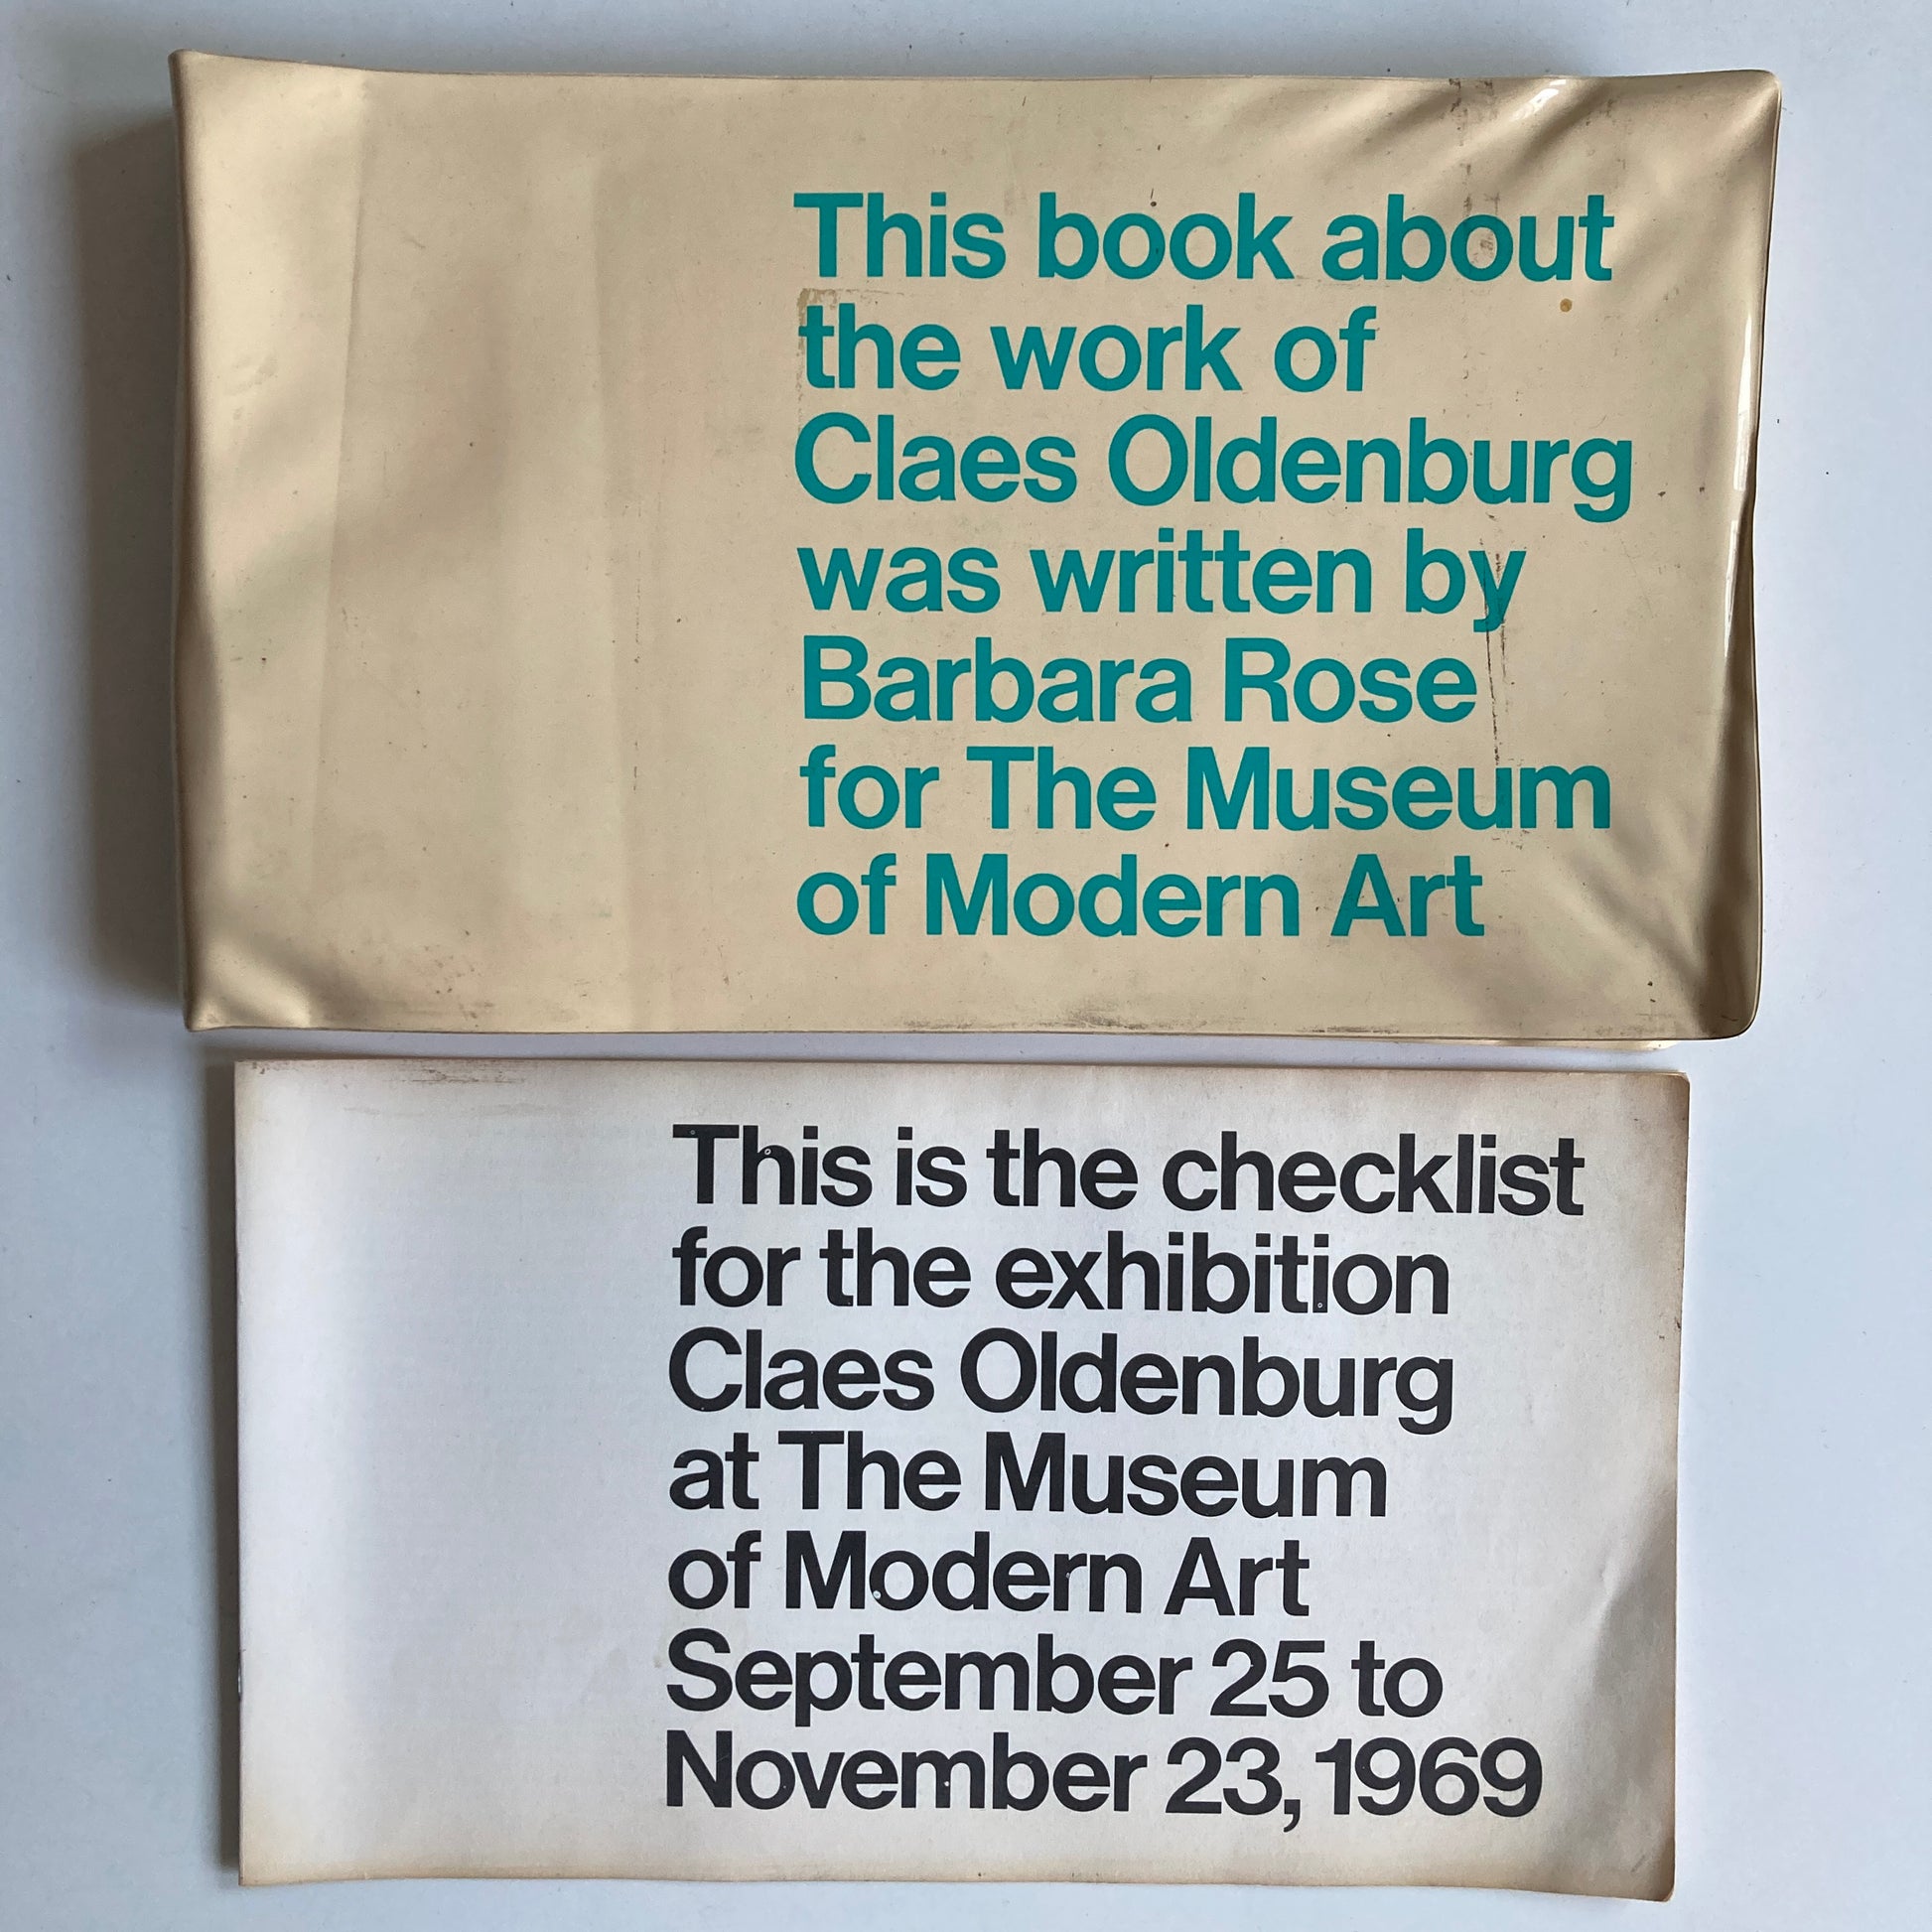 This book about
the work of
Claes Oldenburg
was written by
Barbara Rose
for The Museum
of Modern Art
This is the checklist
for the exhibition
Claes Oldenburg
at The Museum
of Modern Art
September 25 to
November 23, 1969